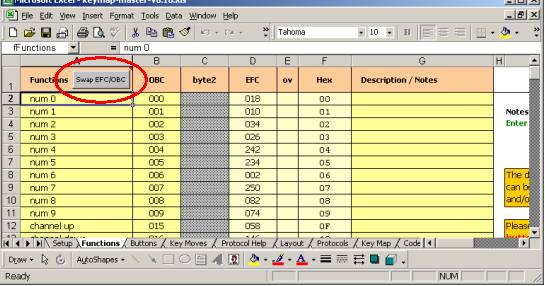 Microsoft Excel - keymap-master-v8.10.xls
File Edit View Insert Format Tools Data Window Help
Tahoma 10 B
fFunctions = num 0
A B C D E F G H
1 Functions Swap EFC/OBC OBC byte2 EFC ov Hex Description / Notes
2 num 0 000 018 00
3 num 1 001 010 01 Notes
4 num 2 002 034 02 Enter
5 num 3 003 026 03
6 num 4 004 242 04
7 num 5 005 234 05
8 num 6 006 002 06 The d
9 num 7 007 250 07 can b
10 num 8 008 082 08 and/o
11 num 9 009 074 09
12 channel up 015 058 0F Pleas
Setup Functions Buttons Key Moves Protocol Help Layout Protocols Key Map Code
Draw AutoShapes
Ready NUM